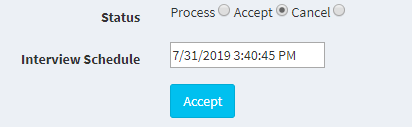 Status Process Accept Cancel
Interview Schedule 7/31/2019 3:40:45 PM
Accept